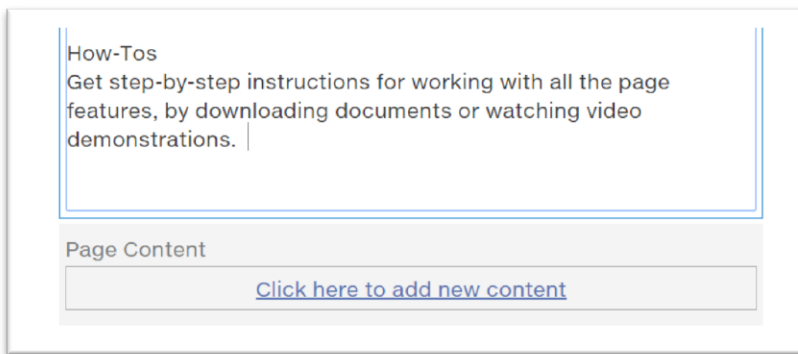 How-Tos
Get step-by-step instructions for working with all the page
features, by downloading documents or watching video
demonstrations.
Page Content
Click here to add new content